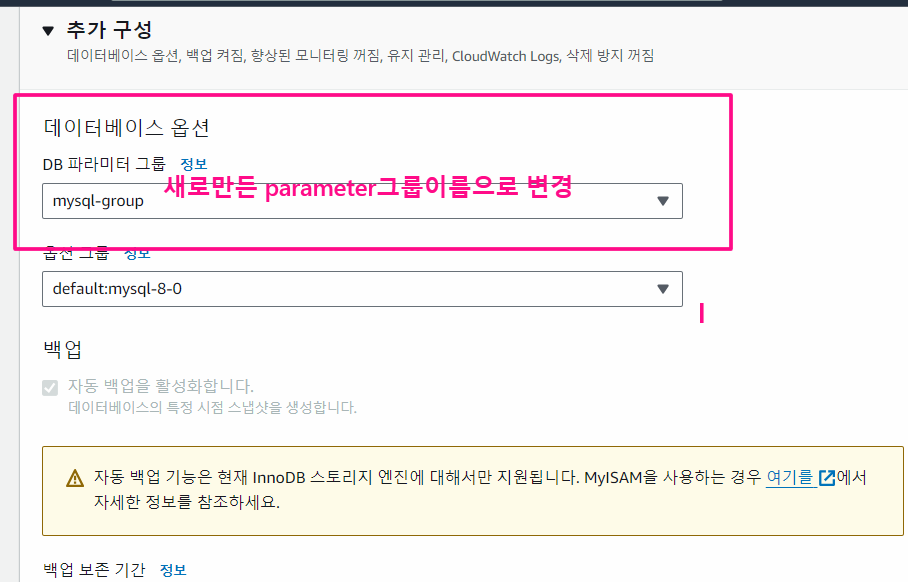 추가 구성
데이터베이스 옵션, 백업 켜짐, 향상된 모니터링 꺼짐, 유지 관리, CloudWatch Logs, 삭제 방지 꺼짐
데이터베이스 옵션
DB 파라미터 그룹 정보
새로만든 parameter그룹이름으로 변경
mysql-group
옵션 그룹 정보
default:mysql-8-0
백업
자동 백업을 활성화합니다.
데이터베이스의 특정 시점 스냅샷을 생성합니다.
자동 백업 기능은 현재 InnoDB 스토리지 엔진에 대해서만 지원됩니다. MyISAM을 사용하는 경우 여기를 에서
자세한 정보를 참조하세요.
백업 보존 기간 정보